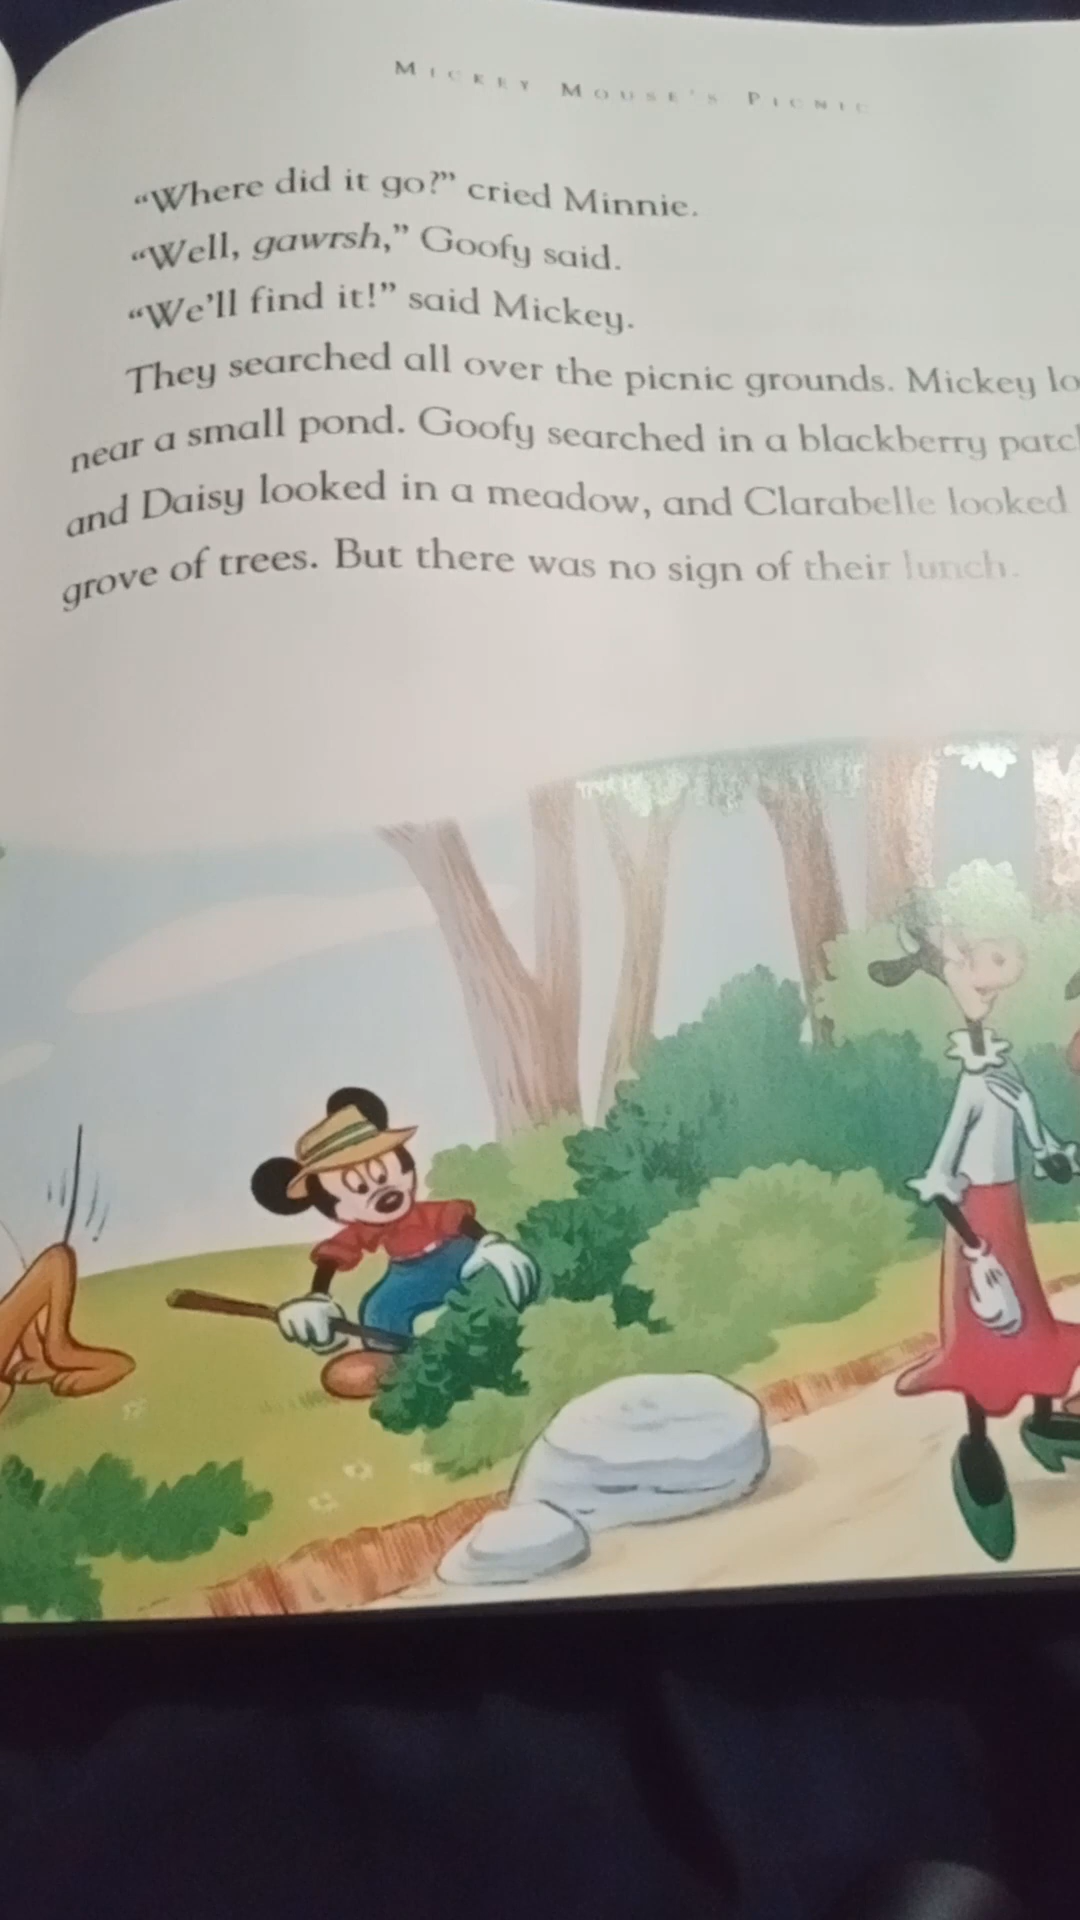 MICKEY MOUSE'S PICNIC
“Where did it go?” cried Minnie.
“Well, gawrsh,” Goofy said.
“We’ll find it!” said Mickey.
They searched all over the picnic grounds. Mickey
near a small pond. Goofy searched in a blackberry
and Daisy looked in a meadow, and Clarabelle looked
grove of trees. But there was no sign of their lunch.